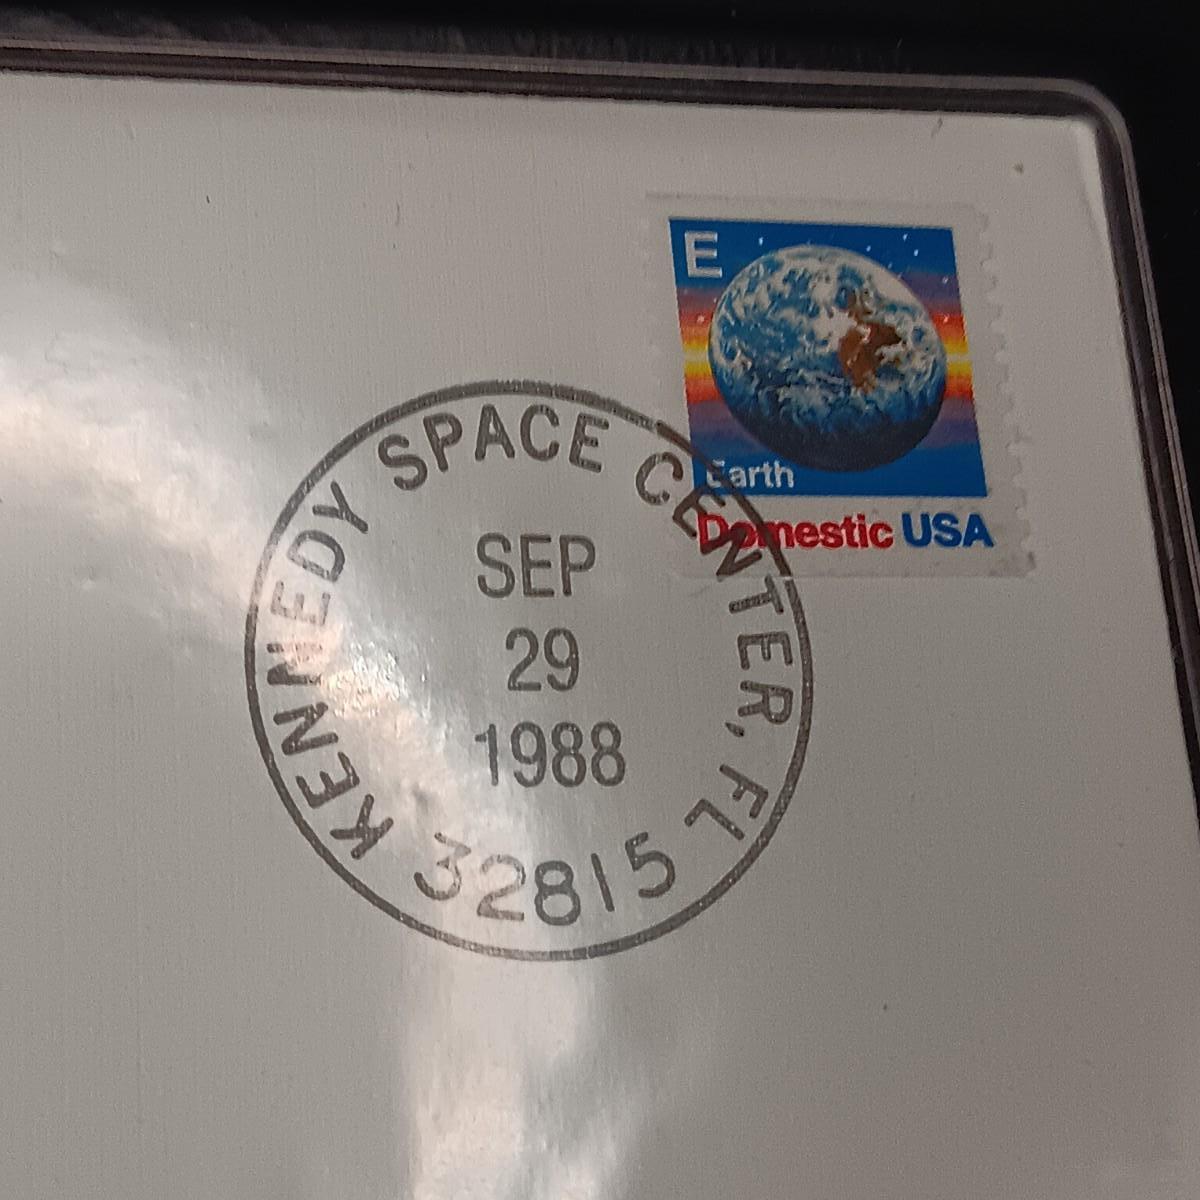 E
Earth
Domestic USA
KENNEDY SPACE CENTER, FL
SEP
29
1988
32815